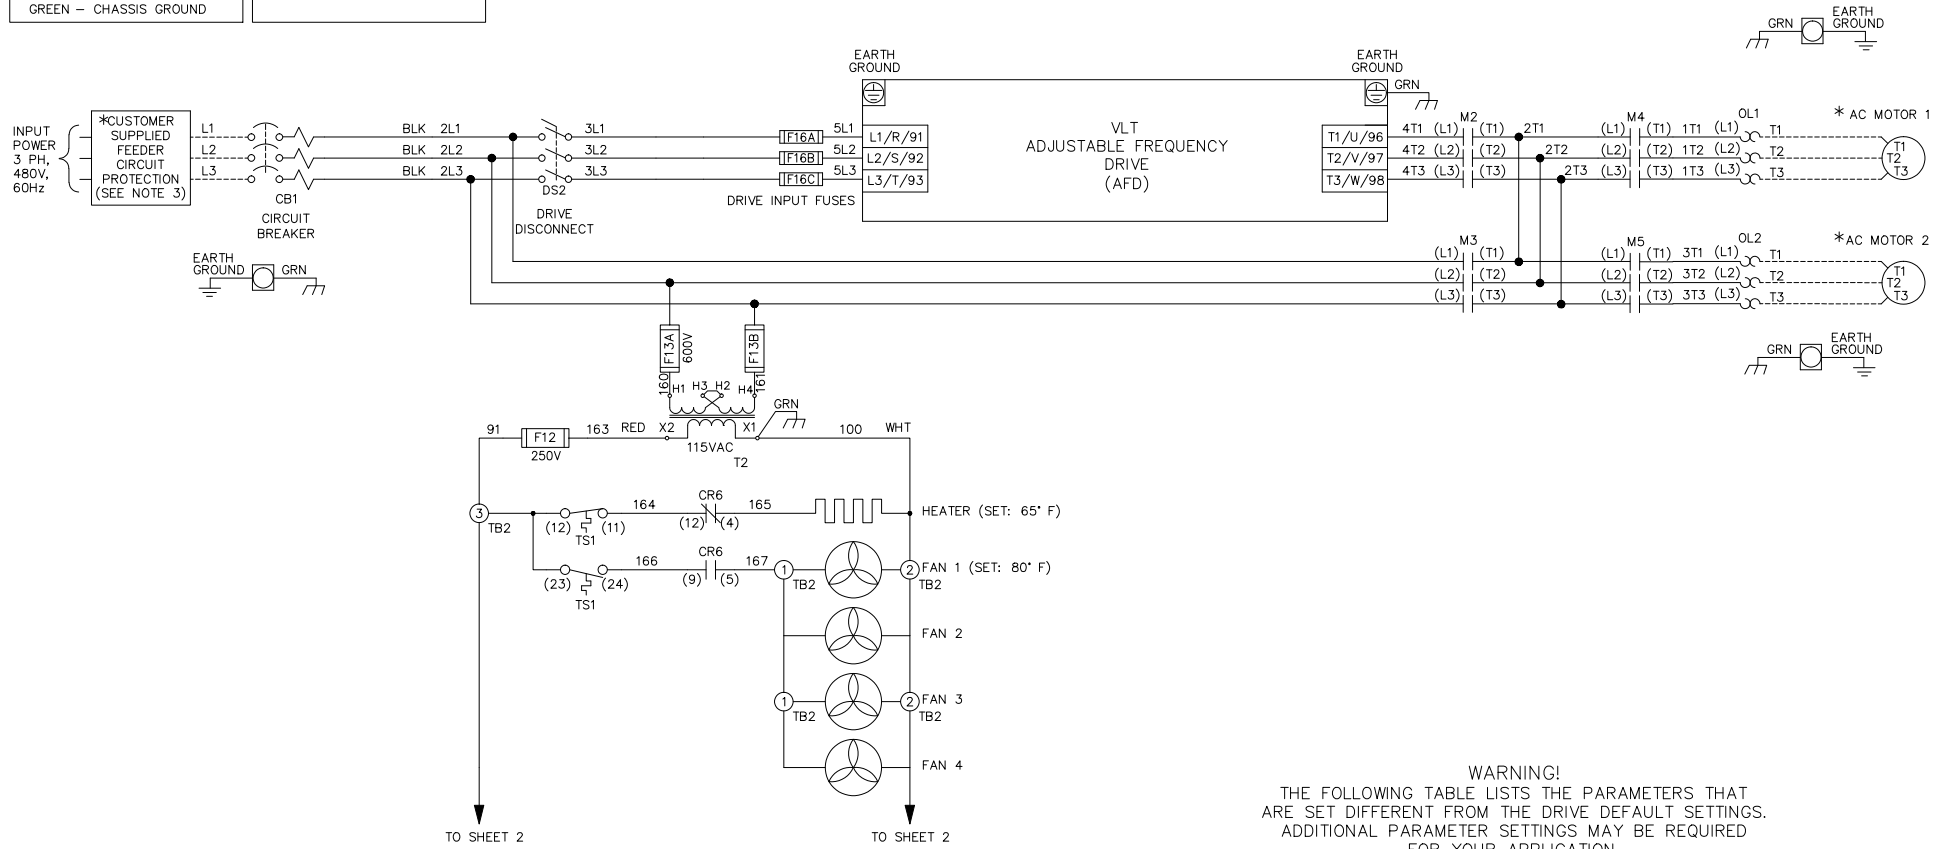 GREEN – CHASSIS GROUND
EARTH
GROUND
GRN
EARTH
GROUND
EARTH
GROUND
GRN
INPUT
POWER
3 PH,
480V,
60Hz
*CUSTOMER
SUPPLIED
FEEDER
CIRCUIT
PROTECTION
(SEE NOTE 3)
L1
L2
L3
CB1
CIRCUIT
BREAKER
BLK 2L1
BLK 2L2
BLK 2L3
DS2
DRIVE
DISCONNECT
3L1
3L2
3L3
F16A
F16B
F16C
DRIVE INPUT FUSES
5L1
5L2
5L3
L1/R/91
L2/S/92
L3/T/93
VLT
ADJUSTABLE FREQUENCY
DRIVE
(AFD)
T1/U/96
T2/V/97
T3/W/98
M2
4T1 (L1) (T1) 2T1
4T2 (L2) (T2) 2T2
4T3 (L3) (T3) 2T3
M4
(L1) (T1) 1T1 (L1)
(L2) (T2) 1T2 (L2)
(L3) (T3) 1T3 (L3)
OL1
T1
T2
T3
* AC MOTOR 1
T1
T2
T3
EARTH
GROUND
GRN
M3
(L1) (T1)
(L2) (T2)
(L3) (T3)
M5
(L1) (T1) 3T1 (L1)
(L2) (T2) 3T2 (L2)
(L3) (T3) 3T3 (L3)
OL2
T1
T2
T3
*AC MOTOR 2
T1
T2
T3
GRN
EARTH
GROUND
F13A
600V
F13B
160
161
H1 H3 H2 H4
GRN
91
F12
250V
163 RED X2
X1
100 WHT
115VAC
T2
3
TB2
(12) (11)
TS1
164
CR6
(12) (4)
165
HEATER (SET: 65° F)
(23) (24)
TS1
166
CR6
(9) (5)
167
1
TB2
2
TB2
FAN 1 (SET: 80° F)
FAN 2
1
TB2
2
TB2
FAN 3
FAN 4
TO SHEET 2
TO SHEET 2
WARNING!
THE FOLLOWING TABLE LISTS THE PARAMETERS THAT
ARE SET DIFFERENT FROM THE DRIVE DEFAULT SETTINGS.
ADDITIONAL PARAMETER SETTINGS MAY BE REQUIRED
FOR YOUR APPLICATION